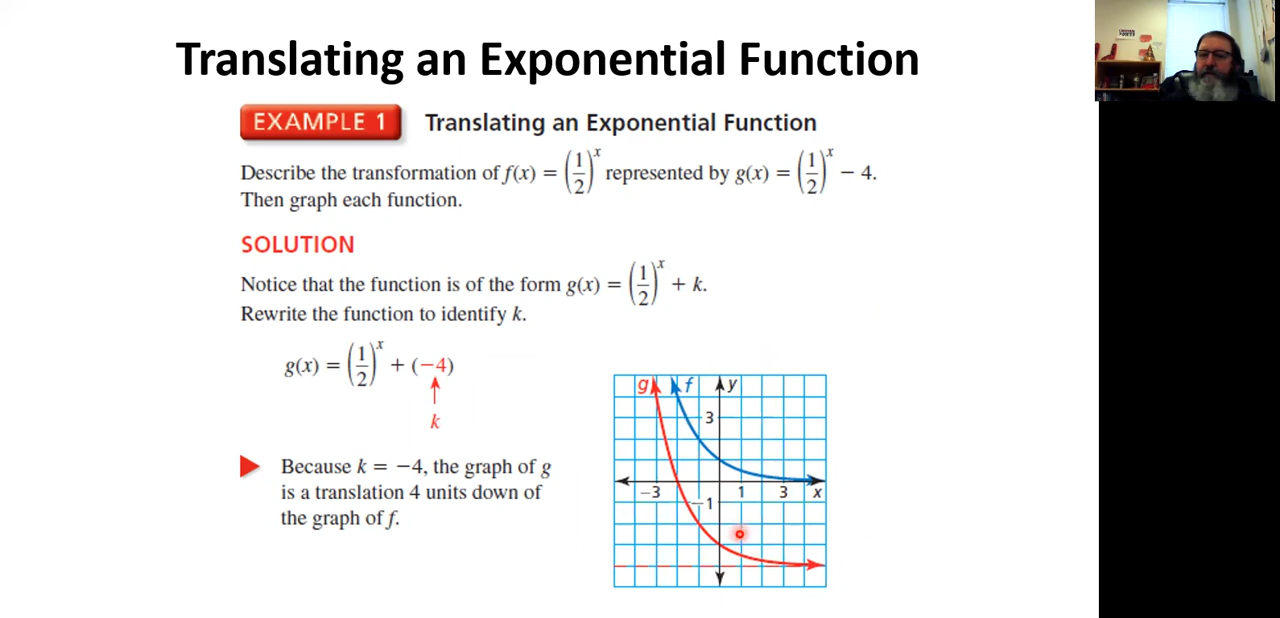 Translating an Exponential Function
EXAMPLE 1 Translating an Exponential Function
Describe the transformation of f(x) = (1/2)^x represented by g(x) = (1/2)^x − 4.
Then graph each function.
SOLUTION
Notice that the function is of the form g(x) = (1/2)^x + k.
Rewrite the function to identify k.
g(x) = (1/2)^x + (−4)
k
Because k = −4, the graph of g
is a translation 4 units down of
the graph of f.
g f y
3
−3 1 3 x
−1